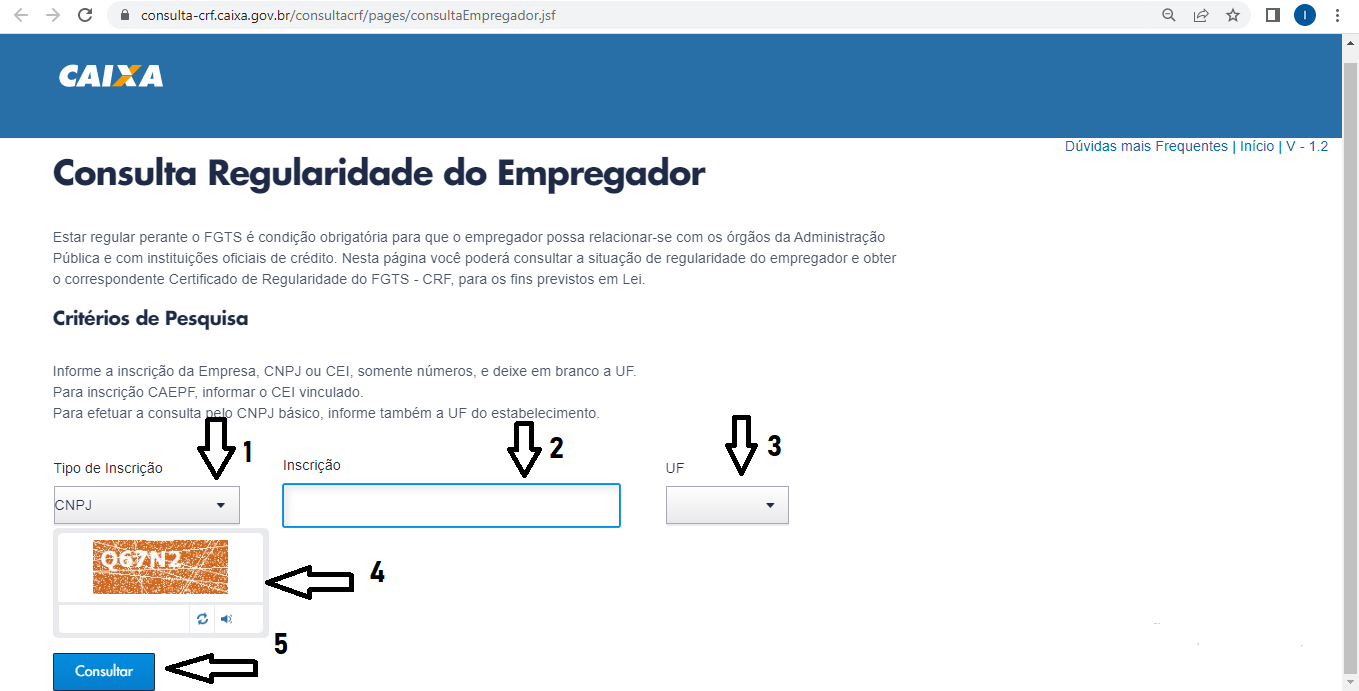 consulta-crf.caixa.gov.br/consultacrf/pages/consultaEmpregador.jsf
I
CAIXA
Dúvidas mais Frequentes | Início | V - 1.2
Consulta Regularidade do Empregador
Estar regular perante o FGTS é condição obrigatória para que o empregador possa relacionar-se com os órgãos da Administração
Pública e com instituições oficiais de crédito. Nesta página você poderá consultar a situação de regularidade do empregador e obter
o correspondente Certificado de Regularidade do FGTS - CRF, para os fins previstos em Lei.
Critérios de Pesquisa
Informe a inscrição da Empresa, CNPJ ou CEI, somente números, e deixe em branco a UF.
Para inscrição CAEPF, informar o CEI vinculado.
Para efetuar a consulta pelo CNPJ básico, informe também a UF do estabelecimento.
1 2 3
Tipo de Inscrição Inscrição UF
CNPJ
Q67N2
4
5
Consultar